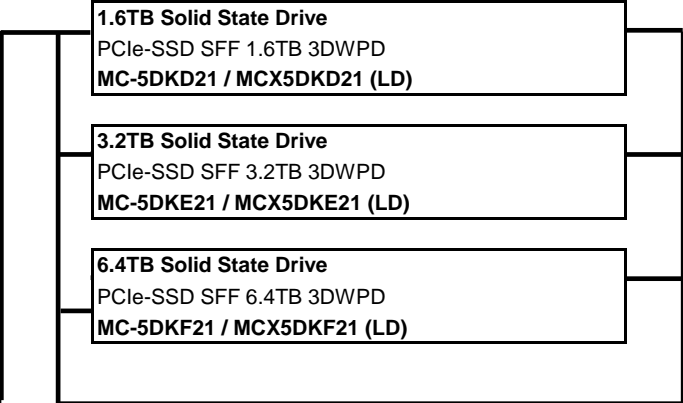 1.6TB Solid State Drive
PCIe-SSD SFF 1.6TB 3DWPD
MC-5DKD21 / MCX5DKD21 (LD)
3.2TB Solid State Drive
PCIe-SSD SFF 3.2TB 3DWPD
MC-5DKE21 / MCX5DKE21 (LD)
6.4TB Solid State Drive
PCIe-SSD SFF 6.4TB 3DWPD
MC-5DKF21 / MCX5DKF21 (LD)